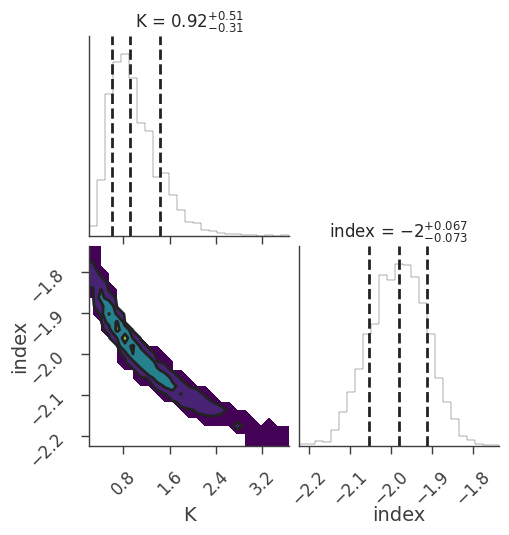 K = 0.92^{+0.51}_{-0.31}
index = −2^{+0.067}_{-0.073}
−1.8
−1.9
−2.0
−2.1
−2.2
index
0.8 1.6 2.4 3.2
K
−2.2 −2.1 −2.0 −1.9 −1.8
index